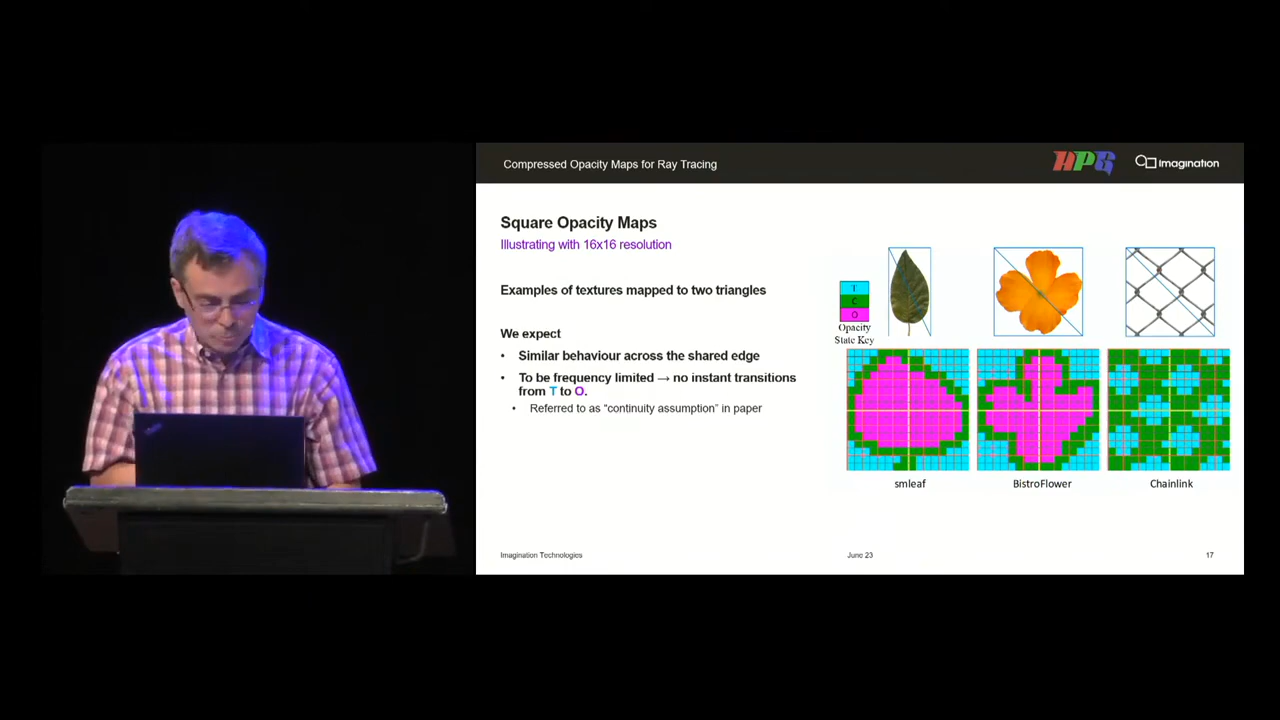 Compressed Opacity Maps for Ray Tracing
HPG
Imagination
Square Opacity Maps
Illustrating with 16x16 resolution
Examples of textures mapped to two triangles
We expect
• Similar behaviour across the shared edge
• To be frequency limited → no instant transitions
from T to O.
• Referred to as “continuity assumption” in paper
T
C
O
Opacity
State Key
smleaf
BistroFlower
Chainlink
Imagination Technologies
June 23
17